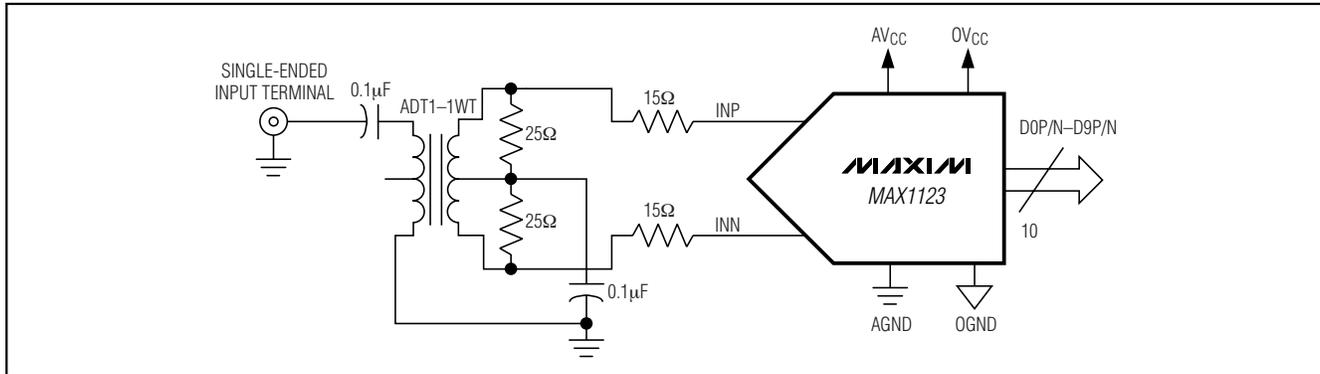 SINGLE-ENDED
INPUT TERMINAL
0.1μF
ADT1–1WT
25Ω
25Ω
0.1μF
15Ω
INP
15Ω
INN
AVCC
OVCC
MAXIM
MAX1123
D0P/N–D9P/N
10
AGND
OGND